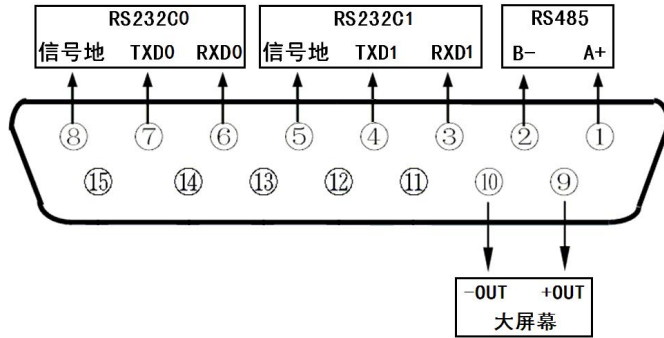 RS232C0 RS232C1 RS485
信号地 TXD0 RXD0 信号地 TXD1 RXD1 B- A+
⑧ ⑦ ⑥ ⑤ ④ ③ ② ①
⑮ ⑭ ⑬ ⑫ ⑪ ⑩ ⑨
-OUT +OUT
大屏幕